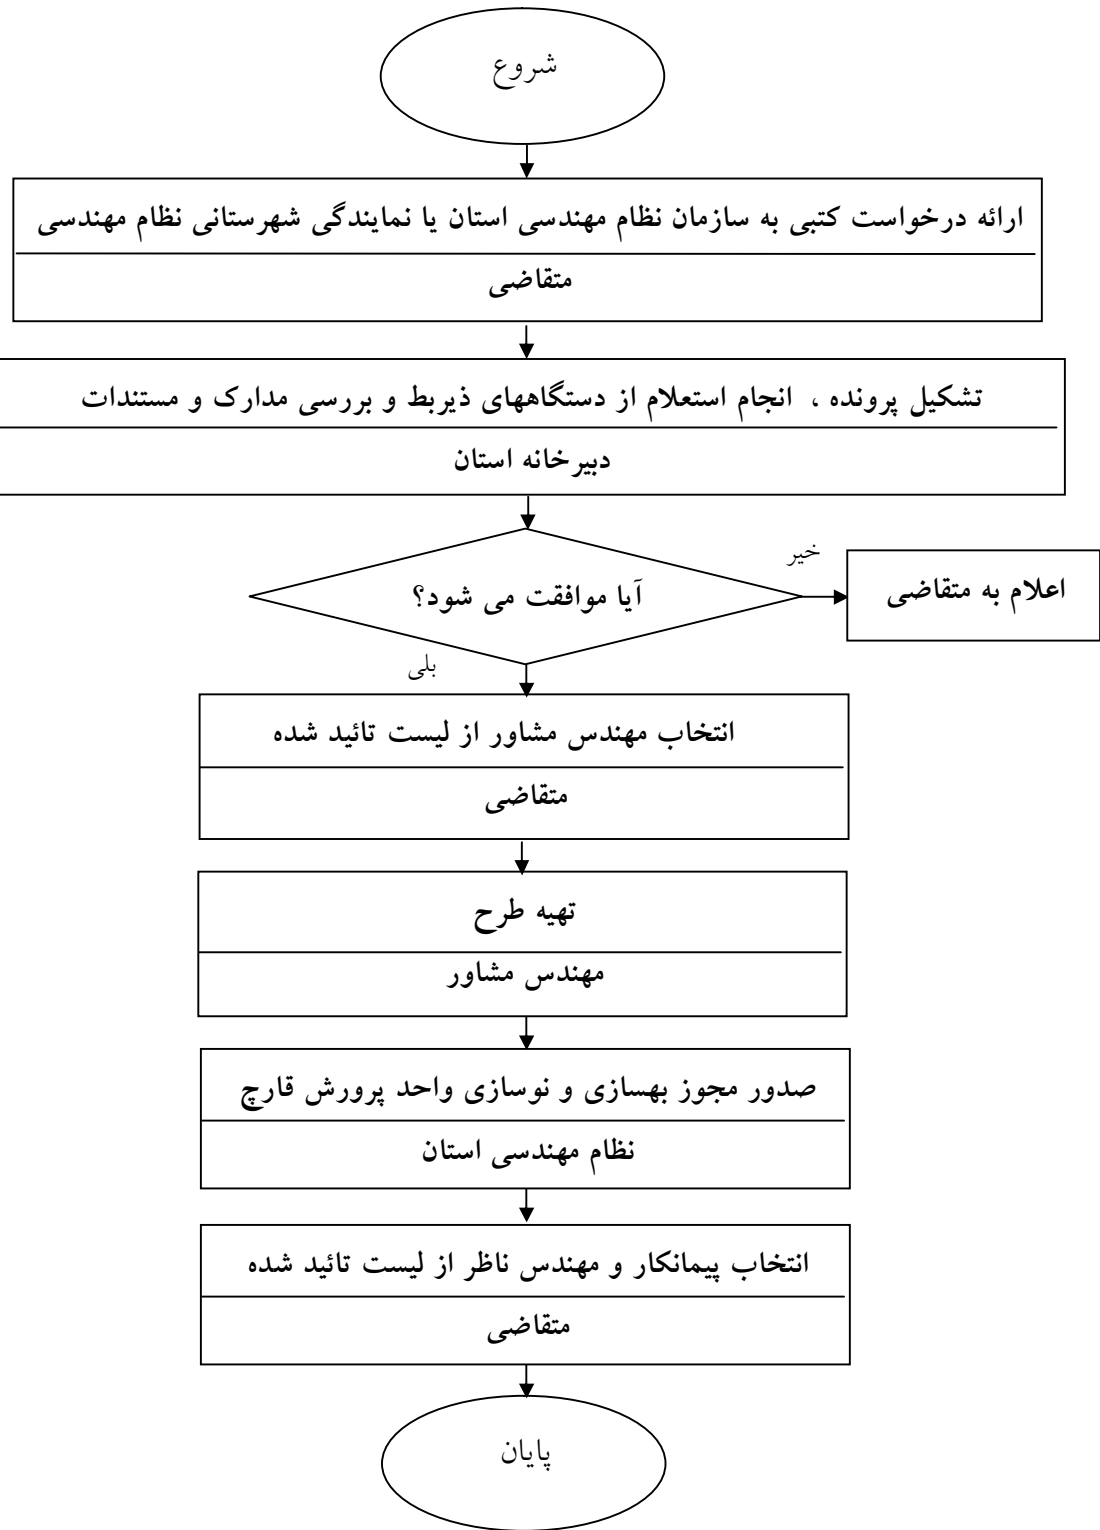 شروع
ارائه درخواست کتبی به سازمان نظام مهندسی استان یا نمایندگی شهرستانی نظام مهندسی
متقاضی
تشکیل پرونده ، انجام استعلام از دستگاههای ذیربط و بررسی مدارک و مستندات
دبیرخانه استان
آیا موافقت می شود؟
خیر
اعلام به متقاضی
بلی
انتخاب مهندس مشاور از لیست تائید شده
متقاضی
تهیه طرح
مهندس مشاور
صدور مجوز بهسازی و نوسازی واحد پرورش قارچ
نظام مهندسی استان
انتخاب پیمانکار و مهندس ناظر از لیست تائید شده
متقاضی
پایان